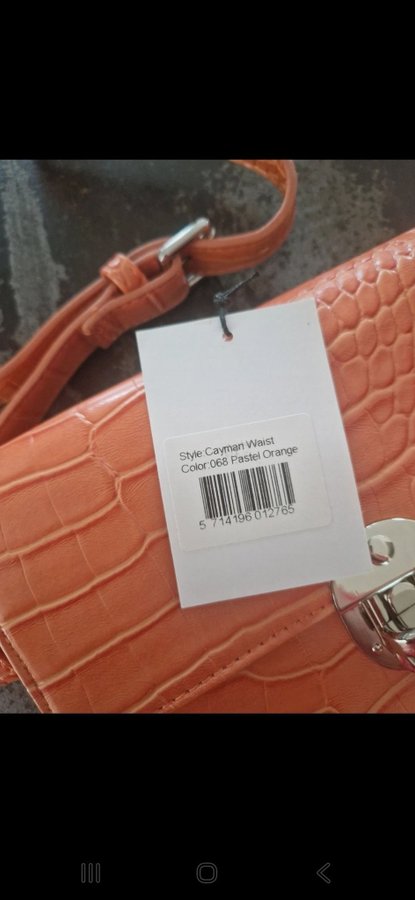 Style:Cayman Waist
Color:068 Pastel Orange
5 714196 012765